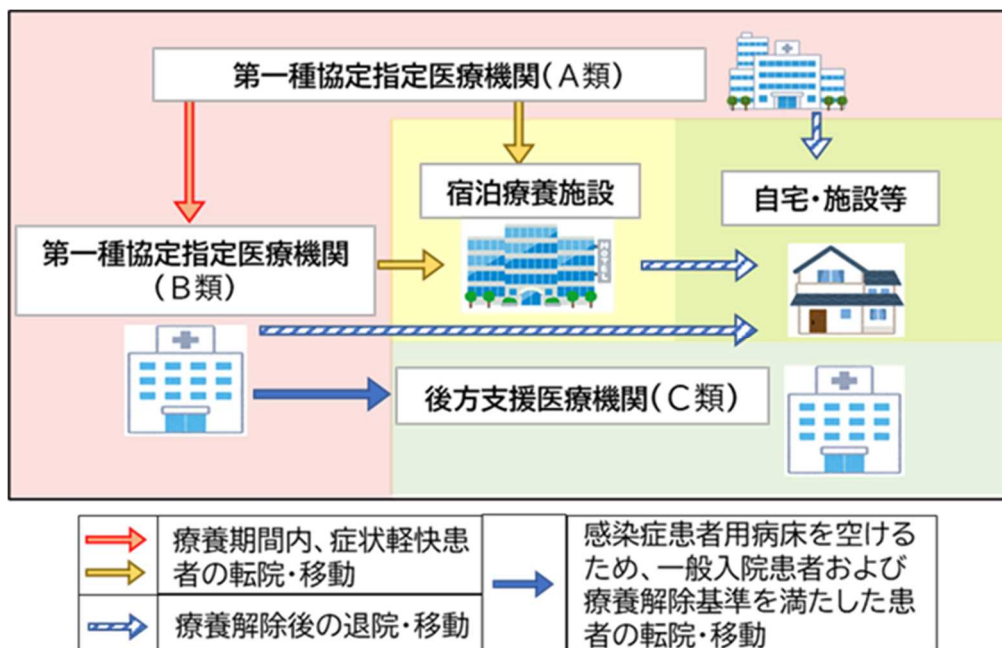 第一種協定指定医療機関(A類)
宿泊療養施設
自宅・施設等
第一種協定指定医療機関
(B類)
HOTEL
後方支援医療機関(C類)
療養期間内、症状軽快患
者の転院・移動
療養解除後の退院・移動
感染症患者用病床を空ける
ため、一般入院患者および
療養解除基準を満たした患
者の転院・移動